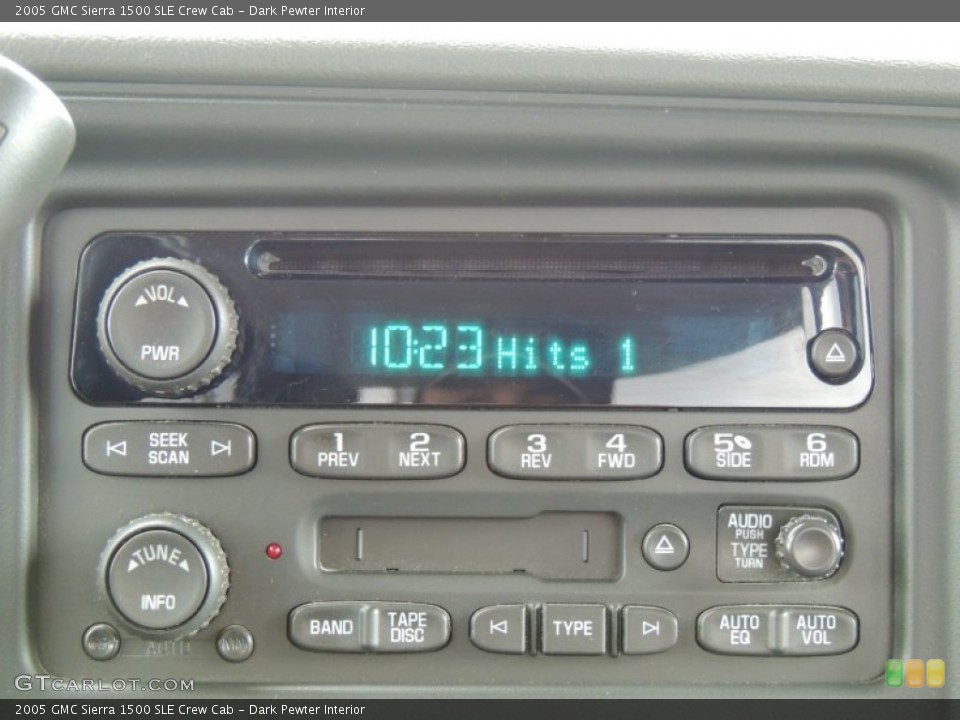 2005 GMC Sierra 1500 SLE Crew Cab – Dark Pewter Interior
VOL
PWR
10:23 Hits 1
SEEK
SCAN
1
PREV
2
NEXT
3
REV
4
FWD
5
SIDE
6
RDM
TUNE
INFO
AUDIO
PUSH
TYPE
TURN
BAND
TAPE
DISC
TYPE
AUTO
EQ
AUTO
VOL
AUTO
GTCARLOT.COM
2005 GMC Sierra 1500 SLE Crew Cab – Dark Pewter Interior